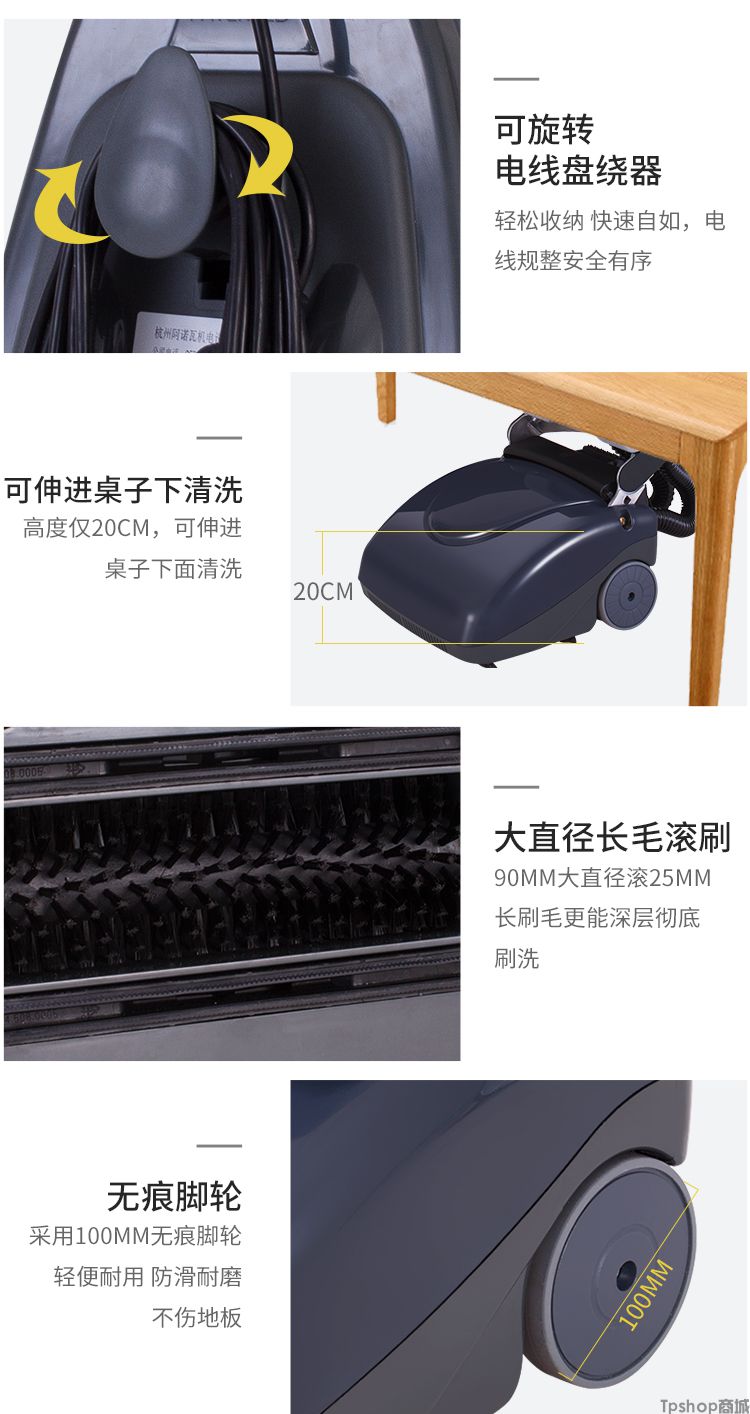 可旋转
电线盘绕器
轻松收纳 快速自如，电
线规整安全有序
杭州阿诺瓦机电
可伸进桌子下清洗
高度仅20CM，可伸进
桌子下面清洗
20CM
大直径长毛滚刷
90MM大直径滚25MM
长刷毛更能深层彻底
刷洗
无痕脚轮
采用100MM无痕脚轮
轻便耐用 防滑耐磨
不伤地板
100MM
Tpshop商城